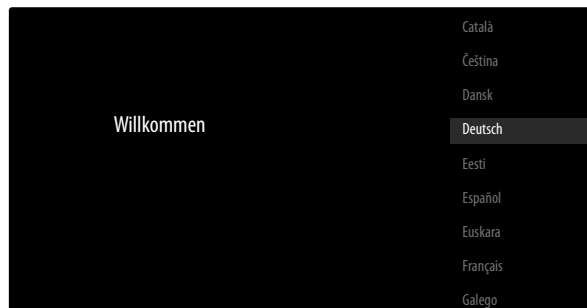 Willkommen
Català
Čeština
Dansk
Deutsch
Eesti
Español
Euskara
Français
Galego